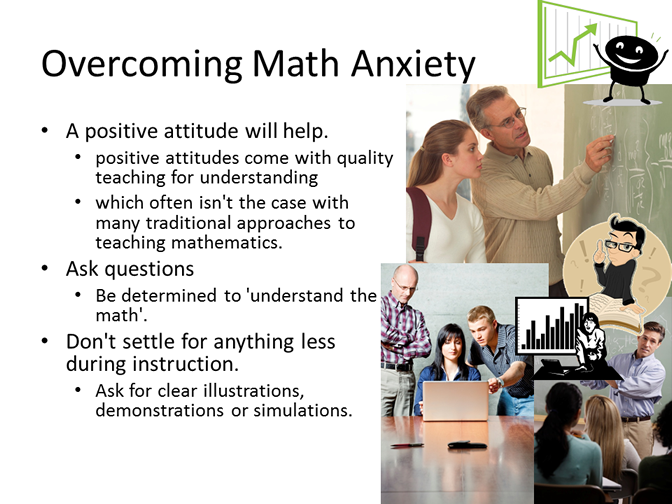 Overcoming Math Anxiety
• A positive attitude will help.
• positive attitudes come with quality
teaching for understanding
• which often isn't the case with
many traditional approaches to
teaching mathematics.
• Ask questions
• Be determined to 'understand the
math'.
• Don't settle for anything less
during instruction.
• Ask for clear illustrations,
demonstrations or simulations.